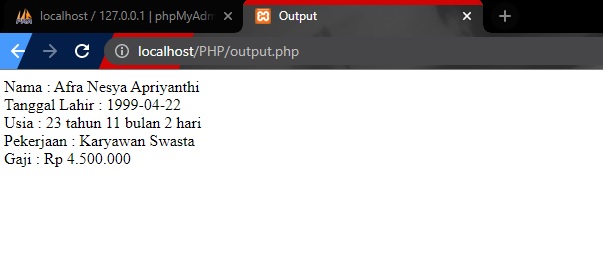 localhost / 127.0.0.1 | phpMyAdm
Output
localhost/PHP/output.php
Nama : Afra Nesya Apriyanthi
Tanggal Lahir : 1999-04-22
Usia : 23 tahun 11 bulan 2 hari
Pekerjaan : Karyawan Swasta
Gaji : Rp 4.500.000